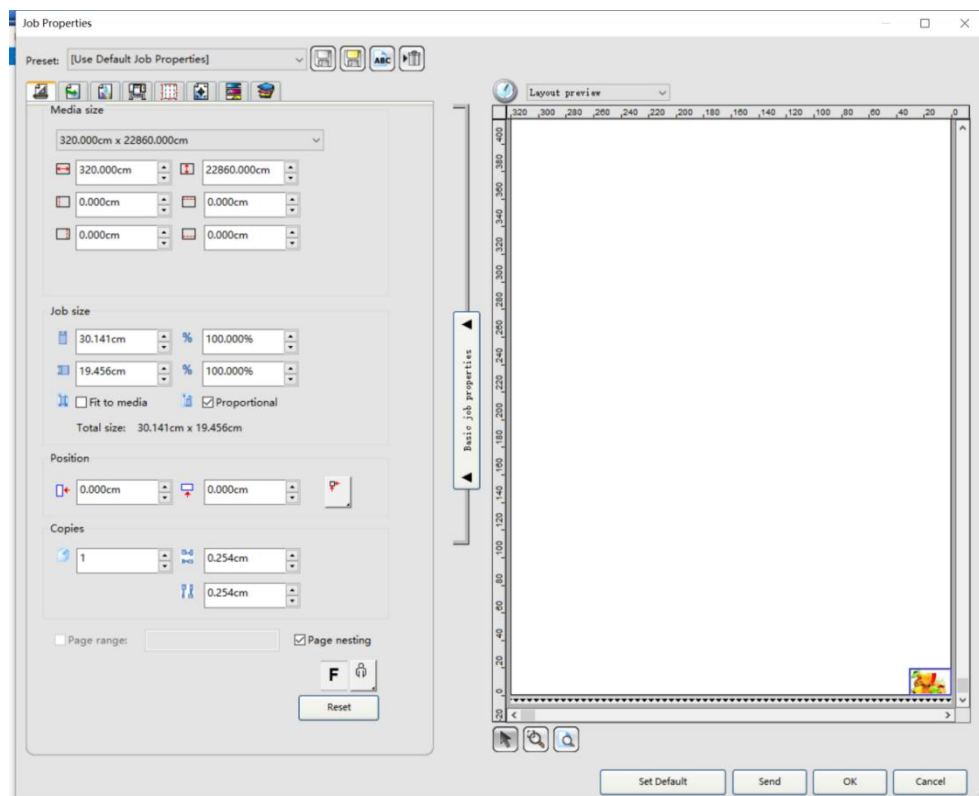 Job Properties
Preset: [Use Default Job Properties]
ABC
Media size
320.000cm x 22860.000cm
320.000cm 22860.000cm
0.000cm 0.000cm
0.000cm 0.000cm
Job size
30.141cm % 100.000%
19.456cm % 100.000%
Fit to media Proportional
Total size: 30.141cm x 19.456cm
Position
0.000cm 0.000cm
Copies
1 0.254cm
0.254cm
Page range: Page nesting
F
Reset
Basic job properties
Layout preview
320 300 280 260 240 220 200 180 160 140 120 100 80 60 40 20 0
400
380
360
340
320
300
280
260
240
220
200
180
160
140
120
100
80
60
40
20
0
-20
Set Default Send OK Cancel